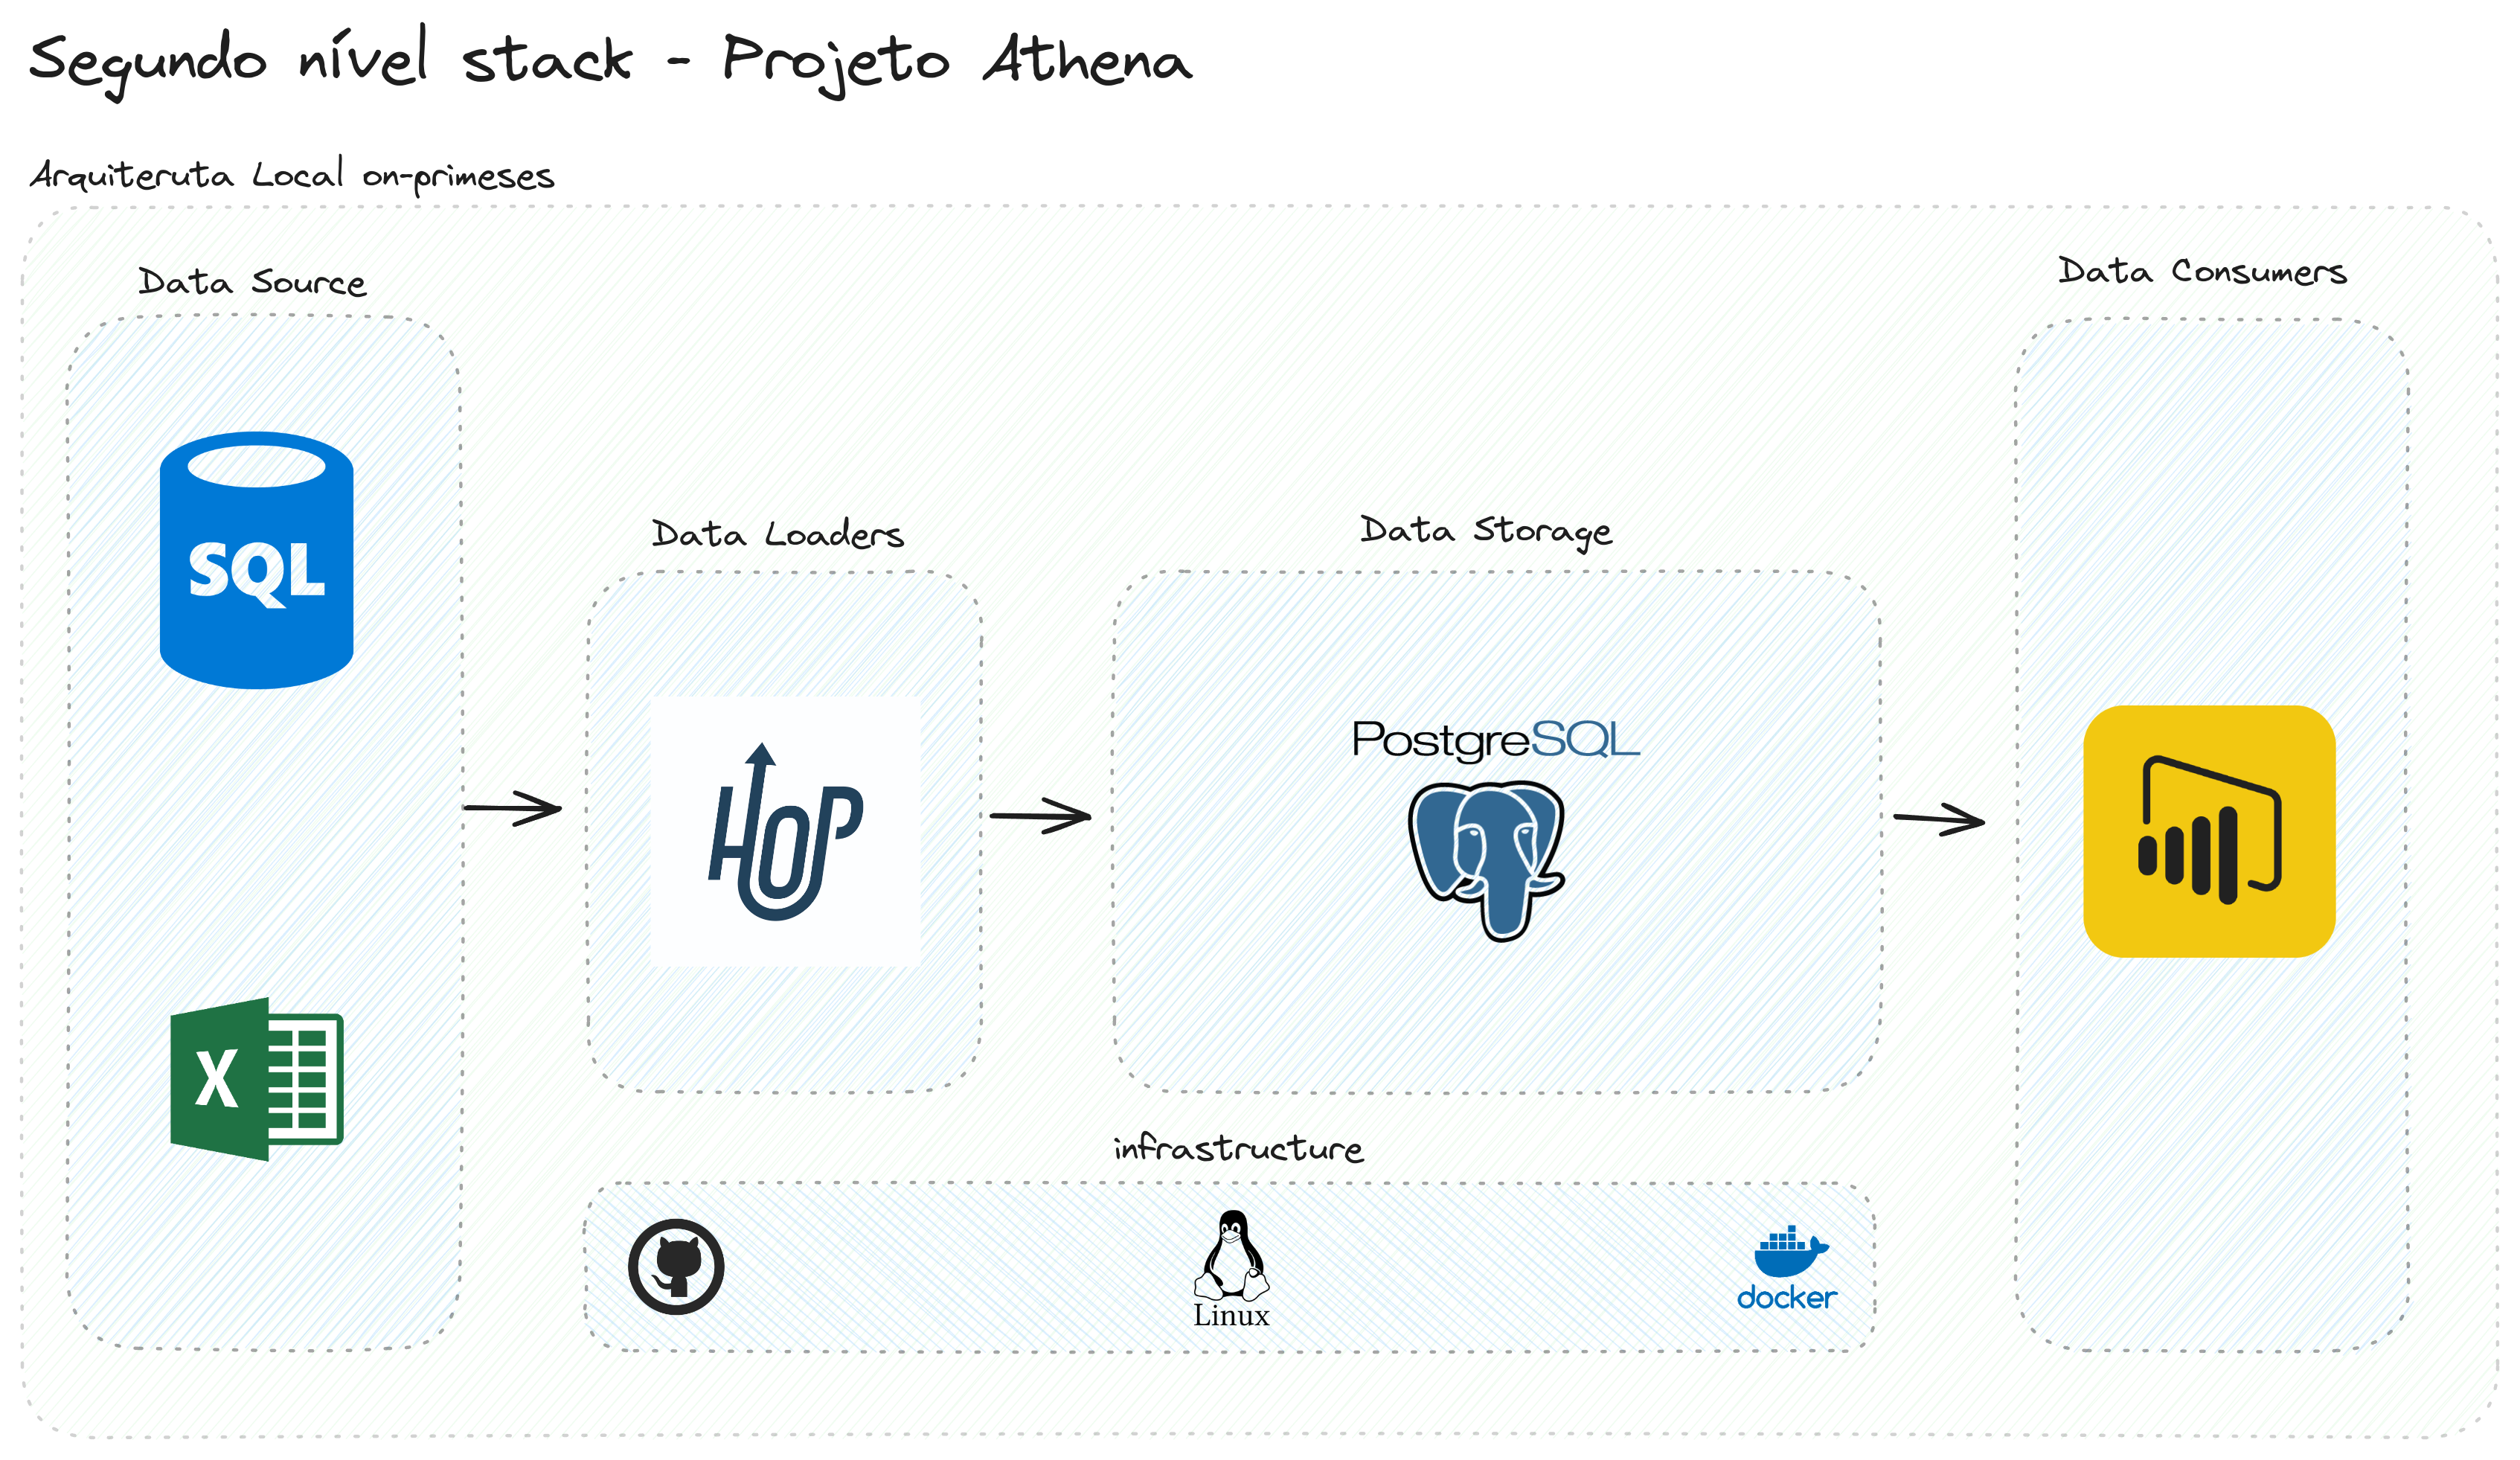 Segundo nível stack - Projeto Athena
Arquiteruta Local on-primeses
Data Source
Data Consumers
SQL
Data Loaders
Data Storage
HOP
PostgreSQL
X
infrastructure
Linux
docker